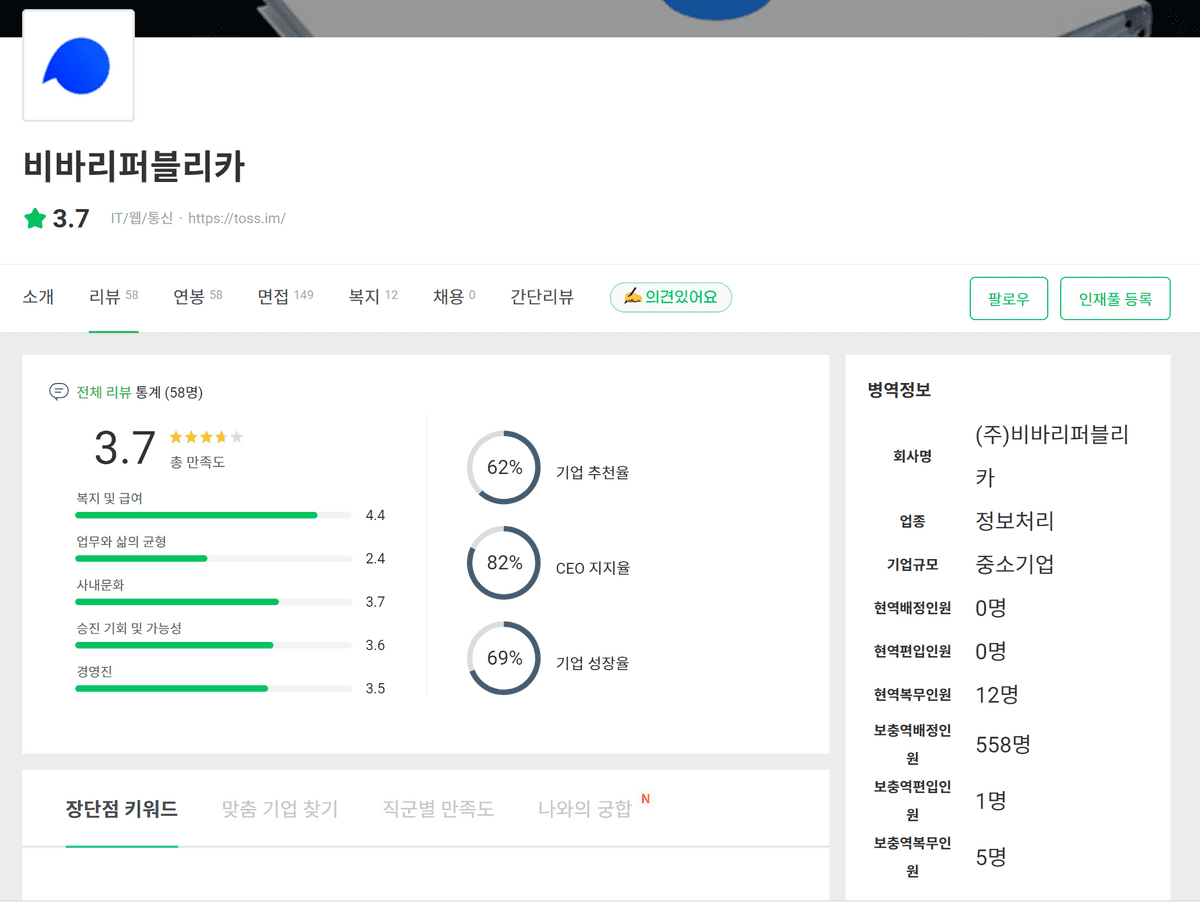 비바리퍼블리카
3.7 IT/웹/통신 · https://toss.im/
소개 리뷰 58 연봉 58 면접 149 복지 12 채용 0 간단리뷰 ✍️의견있어요 팔로우 인재풀 등록
전체 리뷰 통계 (58명)
3.7
총 만족도
복지 및 급여
4.4
업무와 삶의 균형
2.4
사내문화
3.7
승진 기회 및 가능성
3.6
경영진
3.5
62% 기업 추천율
82% CEO 지지율
69% 기업 성장율
장단점 키워드 맞춤 기업 찾기 직군별 만족도 나와의 궁합 N
병역정보
회사명 (주)비바리퍼블리
카
업종 정보처리
기업규모 중소기업
현역배정인원 0명
현역편입인원 0명
현역복무인원 12명
보충역배정인
원 558명
보충역편입인
원 1명
보충역복무인
원 5명